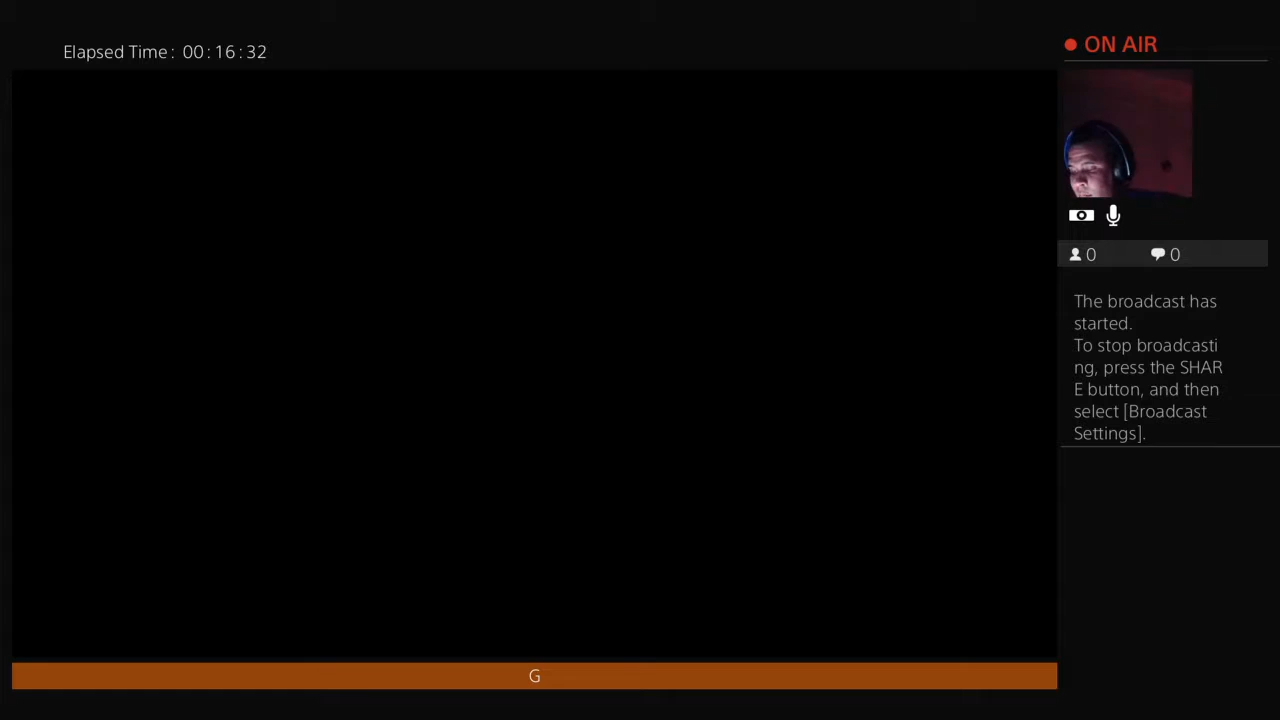 Elapsed Time: 00:16:32
ON AIR
0 0
The broadcast has
started.
To stop broadcasti
ng, press the SHAR
E button, and then
select [Broadcast
Settings].
G